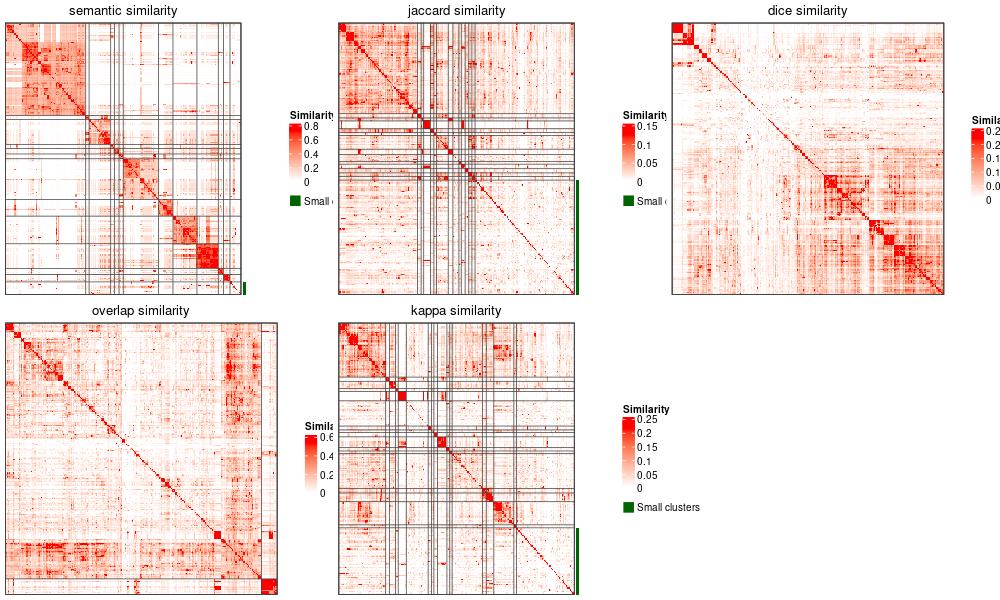 semantic similarity
Similarity
0.8
0.6
0.4
0.2
0
Small
jaccard similarity
Similarity
0.15
0.1
0.05
0
Small
dice similarity
0.2
0
overlap similarity
0.4
0.2
0
kappa similarity
Similarity
0.25
0.2
0.15
0.1
0.05
0
Small clusters